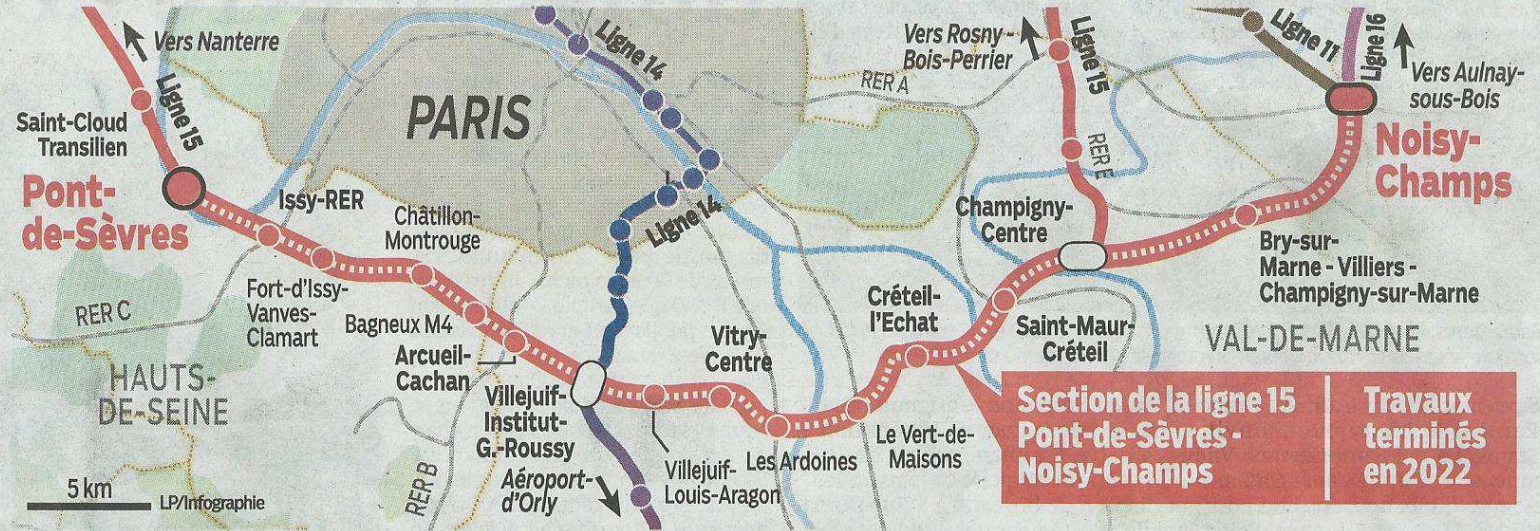 Vers Nanterre
Ligne 15
Saint-Cloud
Transilien
Pont-
de-Sèvres
Issy-RER
Châtillon-
Montrouge
Fort-d'Issy-
Vanves-
Clamart
Bagneux M4
Arcueil-
Cachan
RER C
HAUTS-
DE-SEINE
5 km
LP/Infographie
RER B
PARIS
Ligne 14
Ligne 14
Villejuif-
Institut-
G.-Roussy
Aéroport-
d'Orly
Villejuif-
Louis-Aragon
Vitry-
Centre
Les Ardoines
Le Vert-de-
Maisons
Créteil-
l'Echat
Saint-Maur-
Créteil
Champigny-
Centre
RER A
Vers Rosny-
Bois-Perrier
Ligne 15
RER E
Ligne 11
Ligne 16
Vers Aulnay-
sous-Bois
Noisy-
Champs
Bry-sur-
Marne - Villiers -
Champigny-sur-Marne
VAL-DE-MARNE
Section de la ligne 15
Pont-de-Sèvres -
Noisy-Champs
Travaux
terminés
en 2022